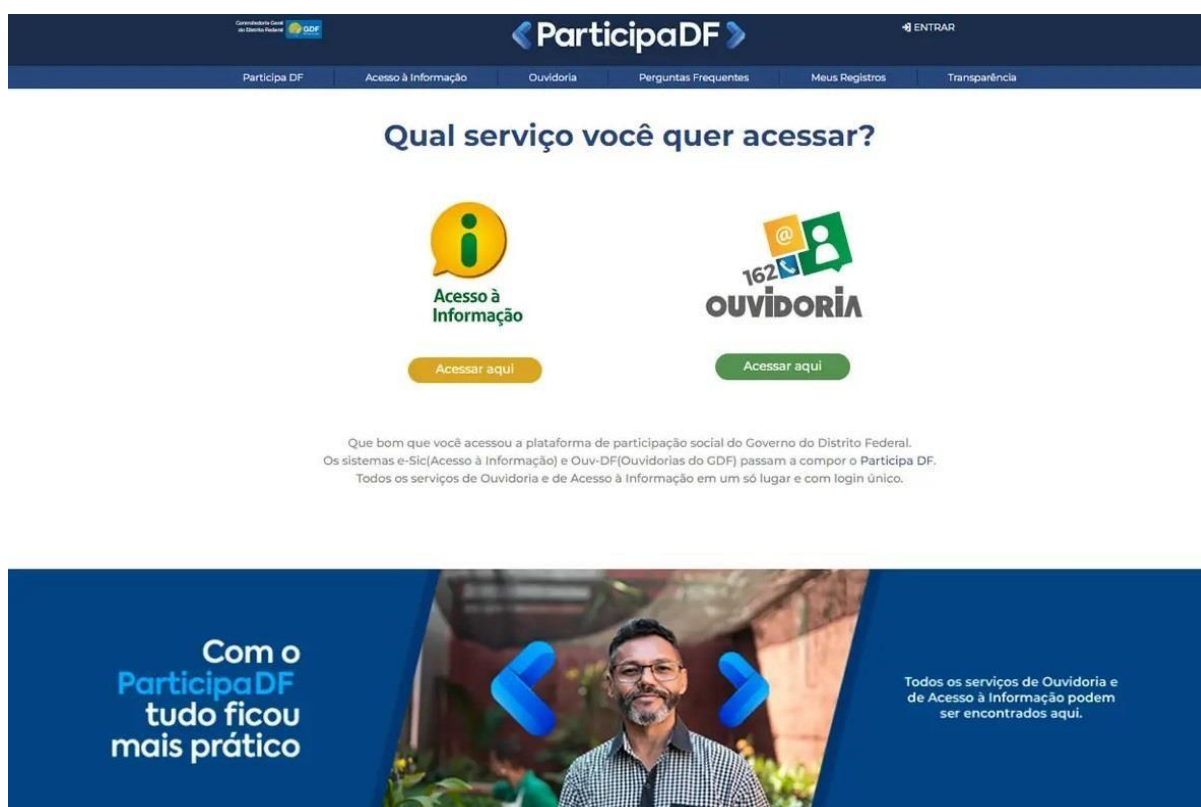 Controladoria-Geral
do Distrito Federal GDF
ParticipaDF
ENTRAR
Participa DF Acesso à Informação Ouvidoria Perguntas Frequentes Meus Registros Transparência
Qual serviço você quer acessar?
Acesso à
Informação
@
162
OUVIDORIA
Acessar aqui
Acessar aqui
Que bom que você acessou a plataforma de participação social do Governo do Distrito Federal.
Os sistemas e-Sic(Acesso à Informação) e Ouv-DF(Ouvidorias do GDF) passam a compor o Participa DF.
Todos os serviços de Ouvidoria e de Acesso à Informação em um só lugar e com login único.
Com o
ParticipaDF
tudo ficou
mais prático
Todos os serviços de Ouvidoria e
de Acesso à Informação podem
ser encontrados aqui.